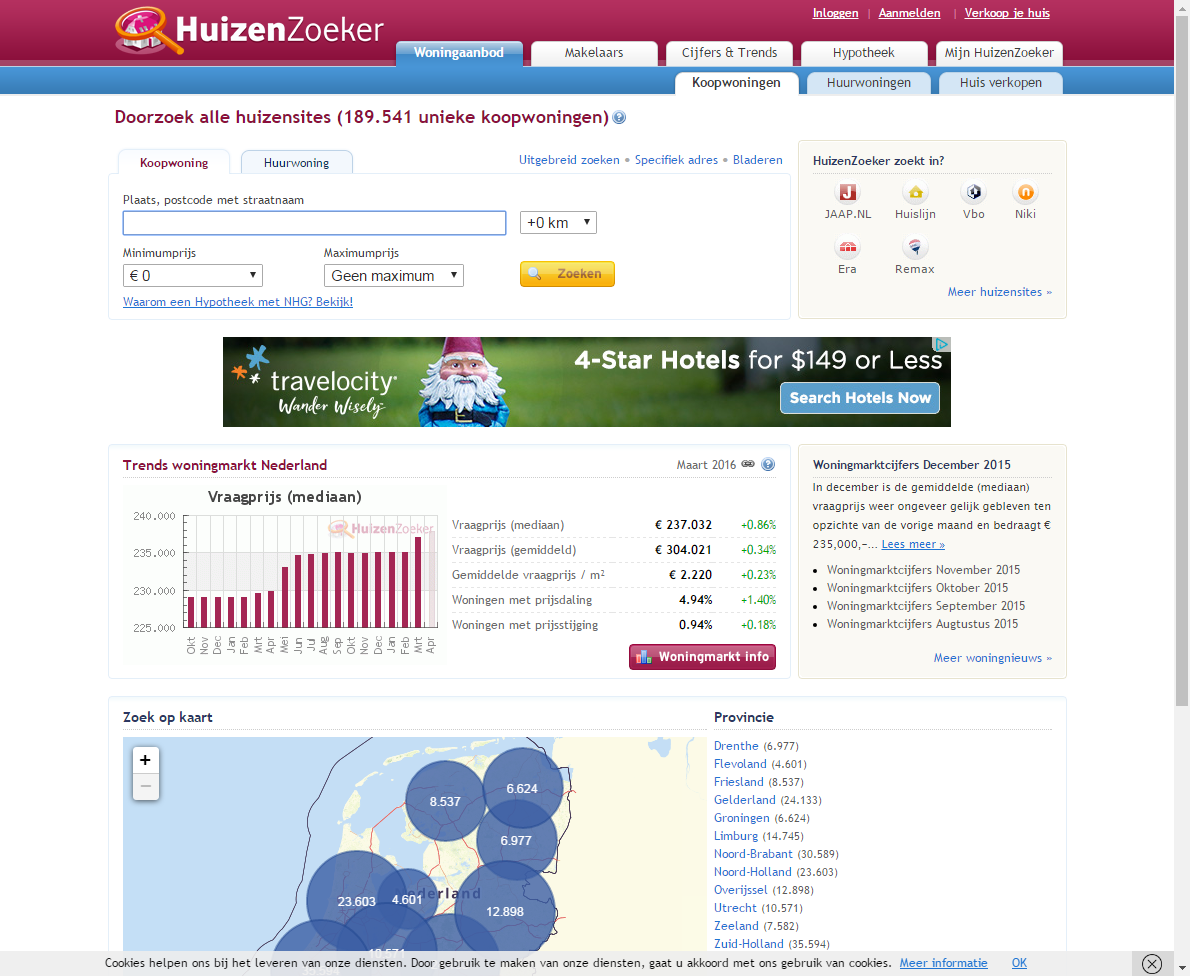 Inloggen | Aanmelden | Verkoop je huis
HuizenZoeker
Woningaanbod Makelaars Cijfers & Trends Hypotheek Mijn HuizenZoeker
Koopwoningen Huurwoningen Huis verkopen
Doorzoek alle huizensites (189.541 unieke koopwoningen) ?
Koopwoning Huurwoning
Uitgebreid zoeken • Specifiek adres • Bladeren
Plaats, postcode met straatnaam
+0 km
Minimumprijs Maximumprijs
€ 0 Geen maximum Zoeken
Waarom een Hypotheek met NHG? Bekijk!
HuizenZoeker zoekt in?
JAAP.NL Huislijn Vbo Niki
Era Remax
Meer huizensites »
travelocity
Wander Wisely
4-Star Hotels for $149 or Less
Search Hotels Now
Trends woningmarkt Nederland
Maart 2016 ?
Vraagprijs (mediaan)
HuizenZoeker
240.000
235.000
230.000
225.000
Okt Nov Dec Jan Feb Mrt Apr Mei Jun Jul Aug Sep Okt Nov Dec Jan Feb Mrt Apr
Vraagprijs (mediaan) € 237.032 +0.86%
Vraagprijs (gemiddeld) € 304.021 +0.34%
Gemiddelde vraagprijs / m² € 2.220 +0.23%
Woningen met prijsdaling 4.94% +1.40%
Woningen met prijsstijging 0.94% +0.18%
Woningmarkt info
Woningmarktcijfers December 2015
In december is de gemiddelde (mediaan)
vraagprijs weer ongeveer gelijk gebleven ten
opzichte van de vorige maand en bedraagt €
235,000,-... Lees meer »
Woningmarktcijfers November 2015
Woningmarktcijfers Oktober 2015
Woningmarktcijfers September 2015
Woningmarktcijfers Augtustus 2015
Meer woningnieuws »
Zoek op kaart
+
−
8.537
6.624
6.977
23.603
4.601
Nederland
12.898
10.571
Provincie
Drenthe (6.977)
Flevoland (4.601)
Friesland (8.537)
Gelderland (24.133)
Groningen (6.624)
Limburg (14.745)
Noord-Brabant (30.589)
Noord-Holland (23.603)
Overijssel (12.898)
Utrecht (10.571)
Zeeland (7.582)
Zuid-Holland (35.594)
Cookies helpen ons bij het leveren van onze diensten. Door gebruik te maken van onze diensten, gaat u akkoord met ons gebruik van cookies. Meer informatie OK